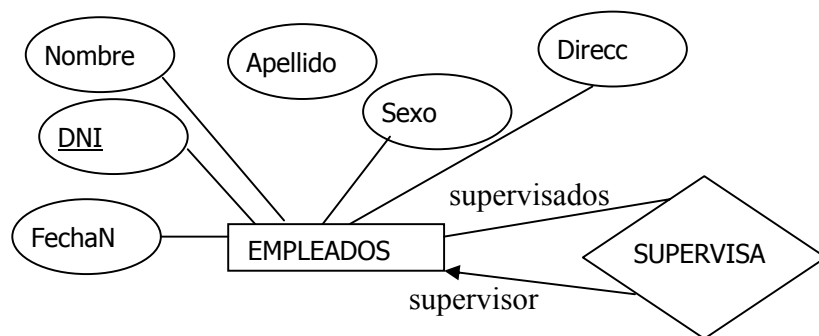 Nombre
Apellido
Direcc
Sexo
DNI
supervisados
FechaN
EMPLEADOS
SUPERVISA
supervisor